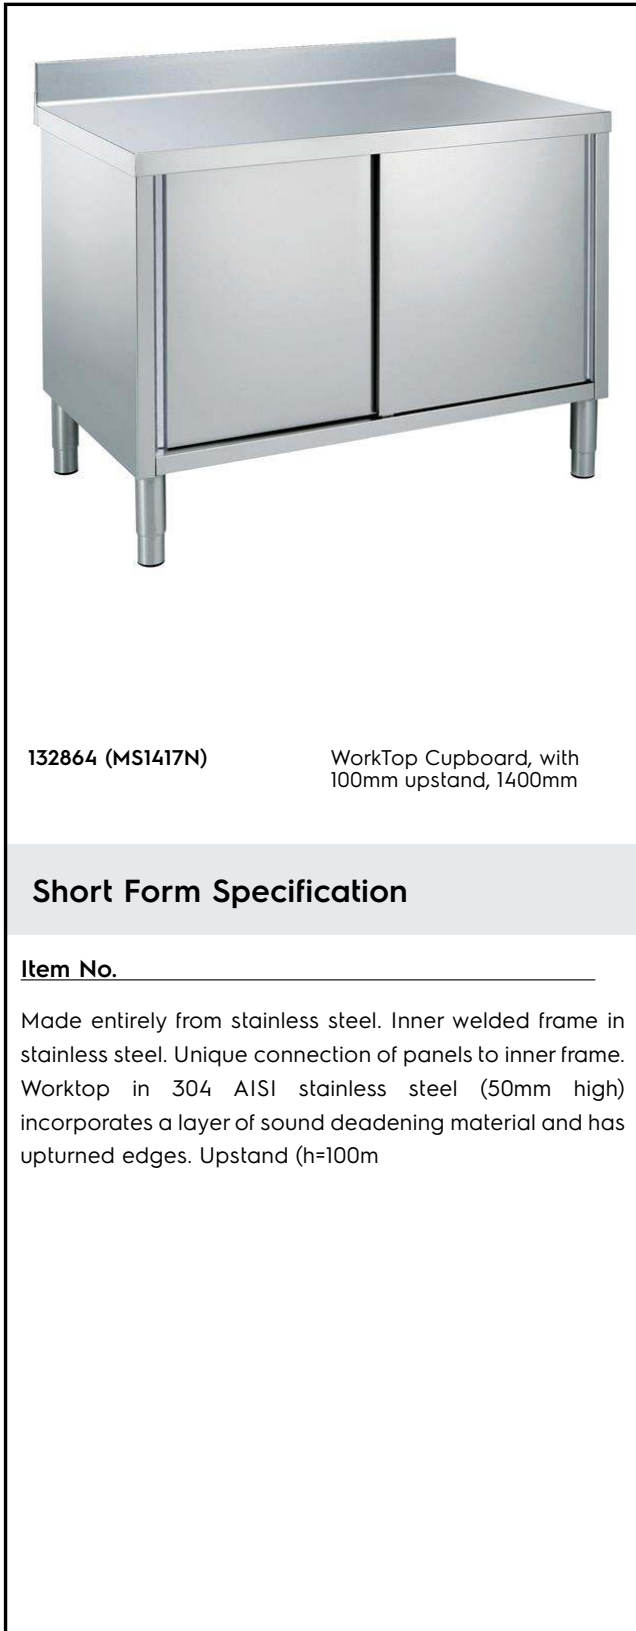 132864 (MS1417N)
WorkTop Cupboard, with
100mm upstand, 1400mm
Short Form Specification
Item No.
Made entirely from stainless steel. Inner welded frame in
stainless steel. Unique connection of panels to inner frame.
Worktop in 304 AISI stainless steel (50mm high)
incorporates a layer of sound deadening material and has
upturned edges. Upstand (h=100m